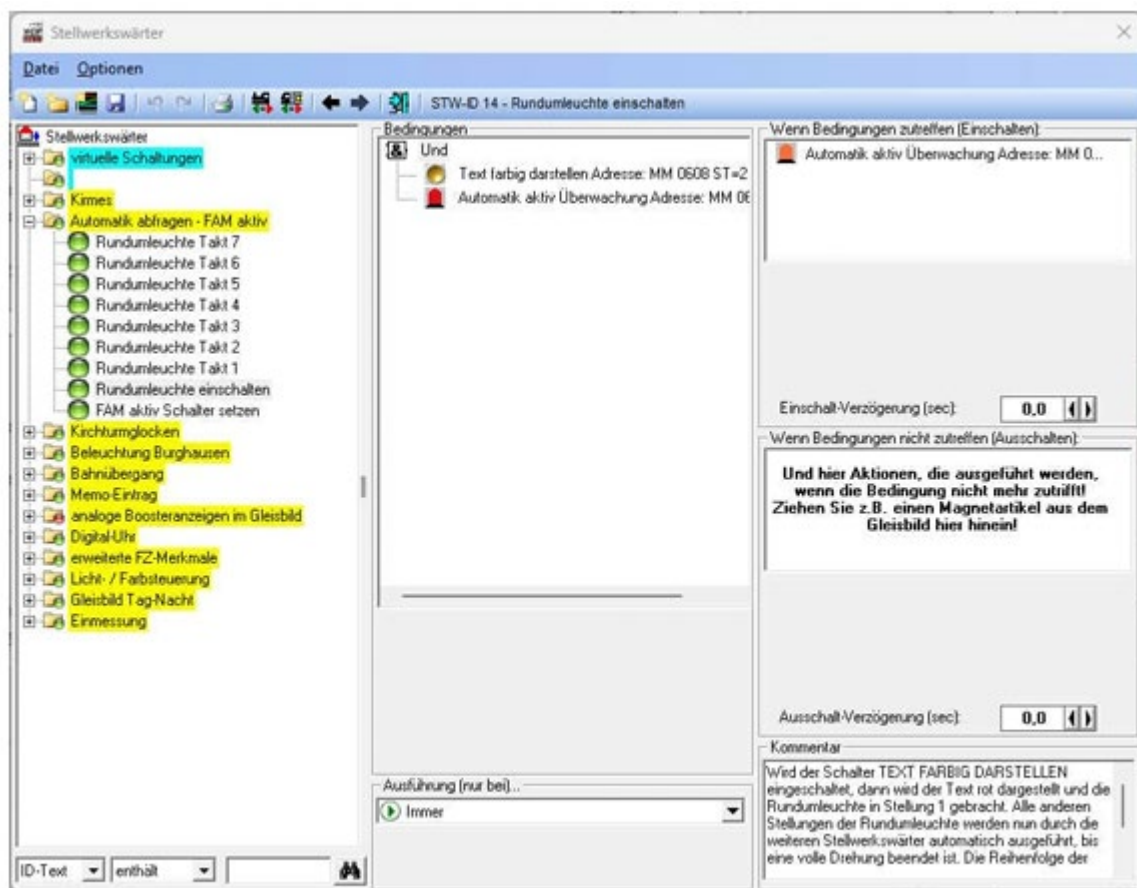 Stellwerkswärter
Datei Optionen
STW-ID 14 - Rundumleuchte einschalten
Stellwerkswärter
virtuelle Schaltungen
Kirmes
Automatik abfragen - FAM aktiv
Rundumleuchte Takt 7
Rundumleuchte Takt 6
Rundumleuchte Takt 5
Rundumleuchte Takt 4
Rundumleuchte Takt 3
Rundumleuchte Takt 2
Rundumleuchte Takt 1
Rundumleuchte einschalten
FAM aktiv Schalter setzen
Kirchturmglocken
Beleuchtung Burghausen
Bahnübergang
Memo-Eintrag
analoge Boosteranzeigen im Gleisbild
Digital-Uhr
erweiterte FZ-Merkmale
Licht- / Farbsteuerung
Gleisbild Tag-Nacht
Einmessung
ID-Text enthält
Bedingungen
Und
Text farbig darstellen Adresse: MM 0608 ST=2
Automatik aktiv Überwachung Adresse: MM 06
Ausführung (nur bei)...
Immer
Wenn Bedingungen zutreffen (Einschalten):
Automatik aktiv Überwachung Adresse: MM 0...
Einschalt-Verzögerung (sec): 0,0
Wenn Bedingungen nicht zutreffen (Ausschalten):
Und hier Aktionen, die ausgeführt werden,
wenn die Bedingung nicht mehr zutrifft!
Ziehen Sie z.B. einen Magnetartikel aus dem
Gleisbild hier hinein!
Ausschalt-Verzögerung (sec): 0,0
Kommentar
Wird der Schalter TEXT FARBIG DARSTELLEN
eingeschaltet, dann wird der Text rot dargestellt und die
Rundumleuchte in Stellung 1 gebracht. Alle anderen
Stellungen der Rundumleuchte werden nun durch die
weiteren Stellwerkswärter automatisch ausgeführt, bis
eine volle Drehung beendet ist. Die Reihenfolge der